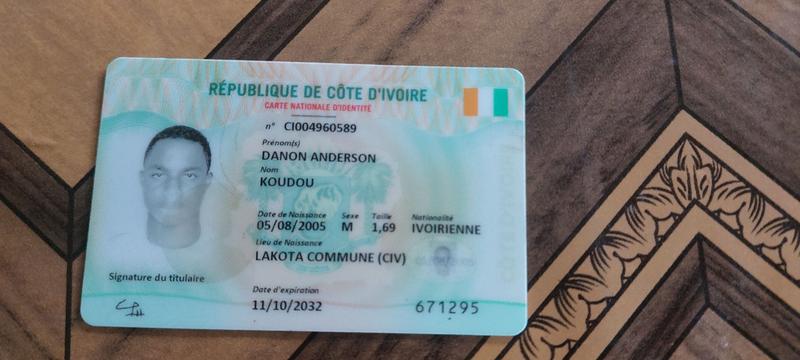 RÉPUBLIQUE DE CÔTE D'IVOIRE
CARTE NATIONALE D'IDENTITÉ
n° CI004960589
Prénom(s)
DANON ANDERSON
Nom
KOUDOU
Date de Naissance Sexe Taille Nationalité
05/08/2005 M 1,69 IVOIRIENNE
Lieu de Naissance
LAKOTA COMMUNE (CIV)
Signature du titulaire
Date d'expiration
11/10/2032
671295